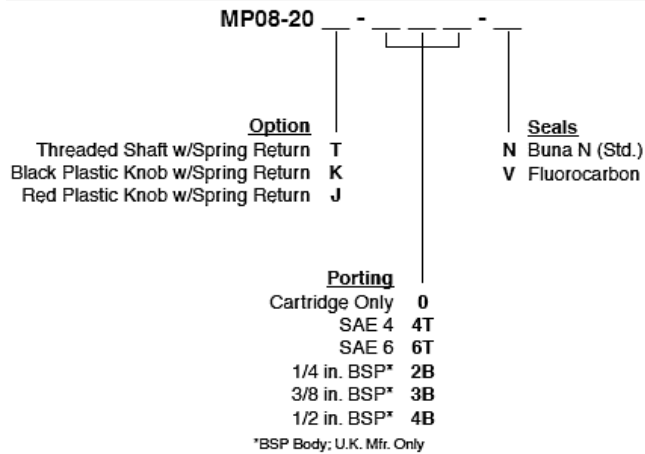 MP08-20 __ - __ __ __ - __
Option
Threaded Shaft w/Spring Return T
Black Plastic Knob w/Spring Return K
Red Plastic Knob w/Spring Return J
Seals
N Buna N (Std.)
V Fluorocarbon
Porting
Cartridge Only 0
SAE 4 4T
SAE 6 6T
1/4 in. BSP* 2B
3/8 in. BSP* 3B
1/2 in. BSP* 4B
*BSP Body; U.K. Mfr. Only